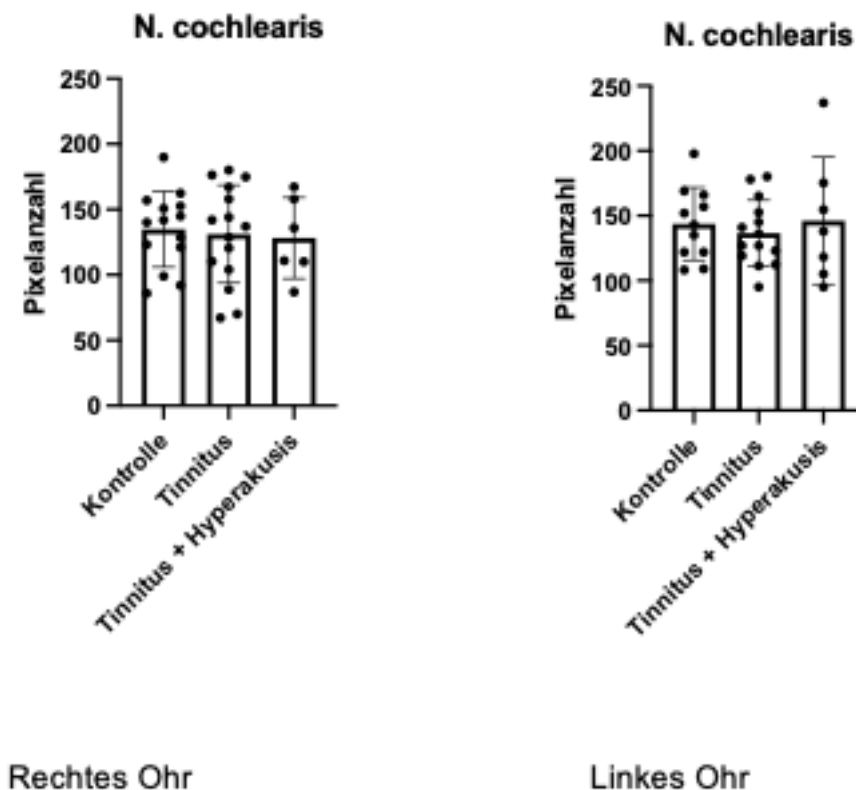 N. cochlearis
Pixelanzahl
250
200
150
100
50
0
Kontrolle
Tinnitus
Tinnitus + Hyperakusis
Rechtes Ohr
N. cochlearis
Pixelanzahl
250
200
150
100
50
0
Kontrolle
Tinnitus
Tinnitus + Hyperakusis
Linkes Ohr